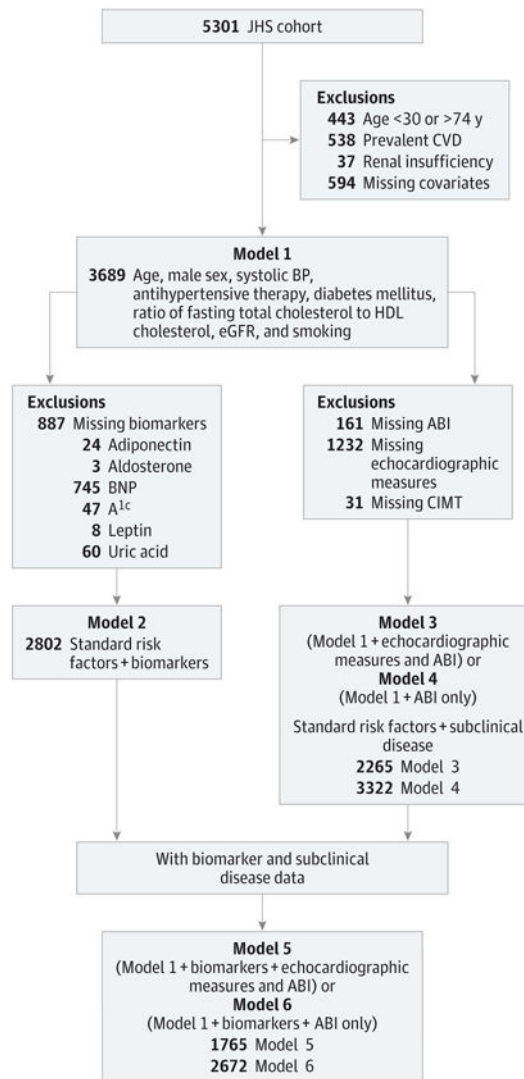 5301 JHS cohort
Exclusions
443 Age <30 or >74 y
538 Prevalent CVD
37 Renal insufficiency
594 Missing covariates
Model 1
3689 Age, male sex, systolic BP,
antihypertensive therapy, diabetes mellitus,
ratio of fasting total cholesterol to HDL
cholesterol, eGFR, and smoking
Exclusions
887 Missing biomarkers
24 Adiponectin
3 Aldosterone
745 BNP
47 A1c
8 Leptin
60 Uric acid
Exclusions
161 Missing ABI
1232 Missing
echocardiographic
measures
31 Missing CIMT
Model 2
2802 Standard risk
factors + biomarkers
Model 3
(Model 1 + echocardiographic
measures and ABI) or
Model 4
(Model 1 + ABI only)
Standard risk factors + subclinical
disease
2265 Model 3
3322 Model 4
With biomarker and subclinical
disease data
Model 5
(Model 1 + biomarkers + echocardiographic
measures and ABI) or
Model 6
(Model 1 + biomarkers + ABI only)
1765 Model 5
2672 Model 6